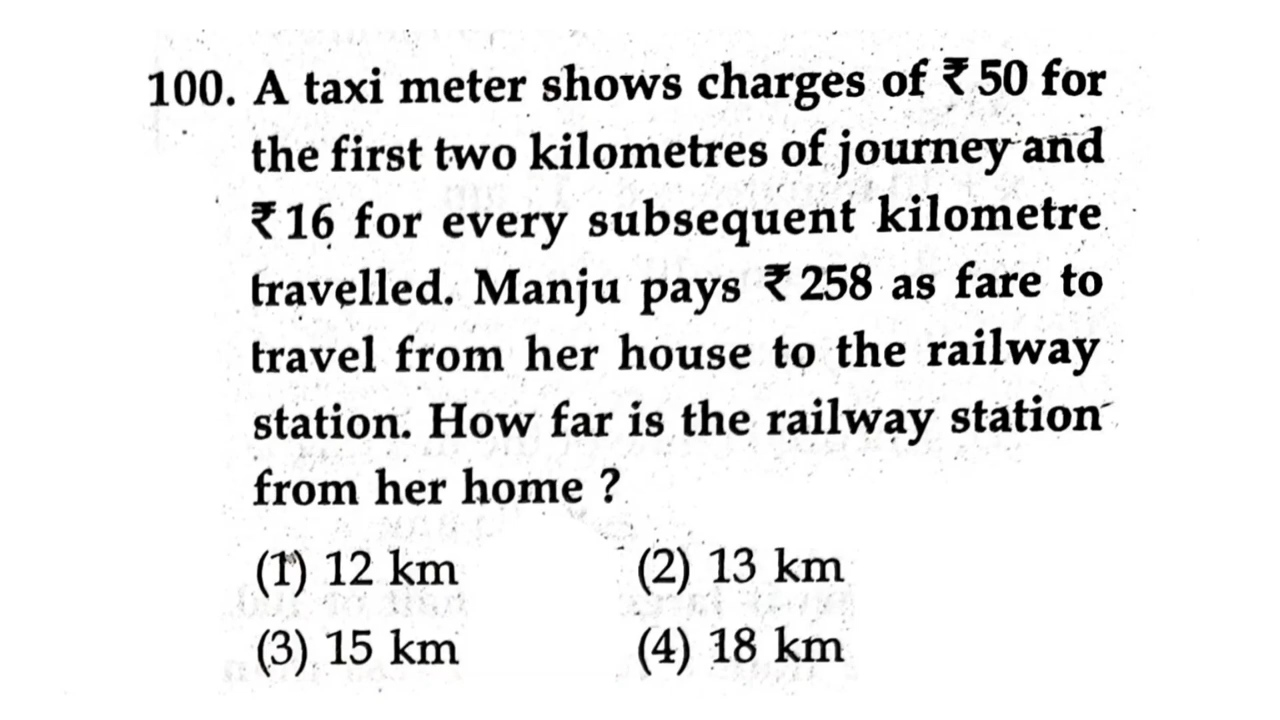 100. A taxi meter shows charges of ₹ 50 for
the first two kilometres of journey and
₹ 16 for every subsequent kilometre
travelled. Manju pays ₹ 258 as fare to
travel from her house to the railway
station. How far is the railway station
from her home ?
(1) 12 km (2) 13 km
(3) 15 km (4) 18 km